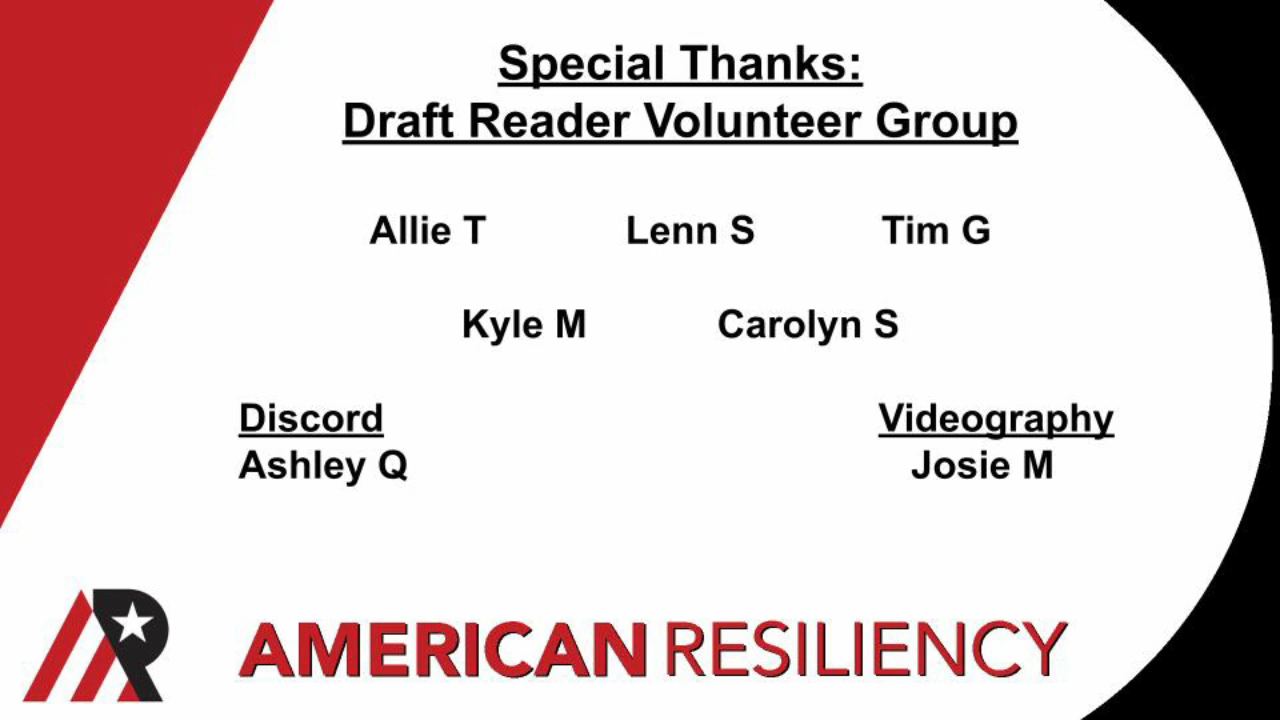 Special Thanks:
Draft Reader Volunteer Group
Allie T Lenn S Tim G
Kyle M Carolyn S
Discord Videography
Ashley Q Josie M
AMERICAN RESILIENCY